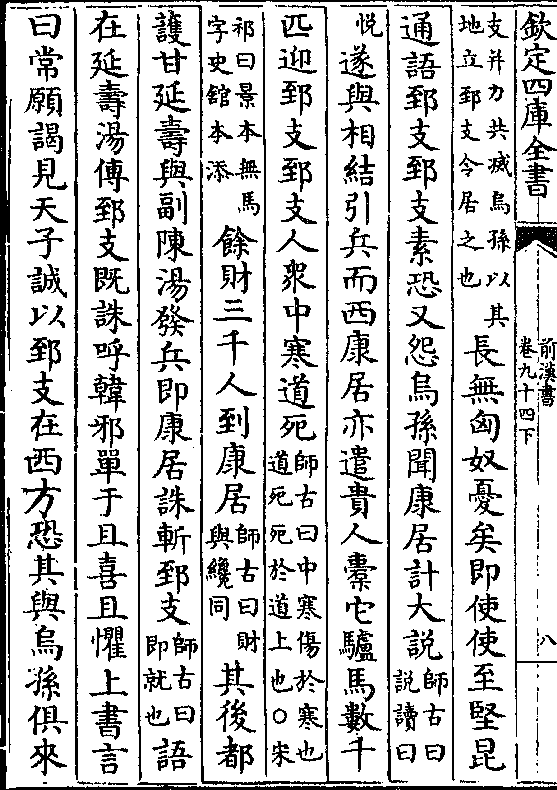 欽定四庫全書
前漢書
卷九十四下
八
支并力共滅烏孫以其
地立郅支令居之也
長無匈奴憂矣即使使至堅昆
通語郅支郅支素恐又怨烏孫聞康居計大説
師古曰
説讀曰
悦
遂與相結引兵而西康居亦遣貴人橐它驢馬數千
匹迎郅支郅支人衆中寒道死
師古曰中寒傷於寒也
道死死於道上也○宋
祁曰景本無馬
字史舘本添
餘財三千人到康居
師古曰財
與纔同
其後都
護甘延壽與副陳湯發兵即康居誅斬郅支
師古曰
即就也
語
在延壽湯傳郅支既誅呼韓邪單于且喜且懼上書言
曰常願謁見天子誠以郅支在西方恐其與烏孫俱來